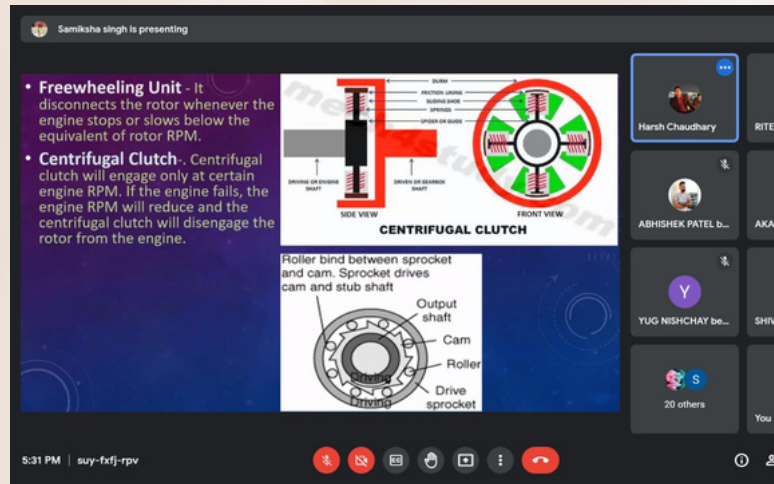 Samiksha singh is presenting
• Freewheeling Unit - It
disconnects the rotor whenever the
engine stops or slows below the
equivalent of rotor RPM.
• Centrifugal Clutch-. Centrifugal
clutch will engage only at certain
engine RPM. If the engine fails, the
engine RPM will reduce and the
centrifugal clutch will disengage the
rotor from the engine.
DURM
FRICTION LINING
SLIDING SHOE
SPRINGS
SPIDER OR GUIDE
DRIVING OR ENGINE
SHAFT
DRIVEN OR GEARBOX
SHAFT
SIDE VIEW
FRONT VIEW
CENTRIFUGAL CLUTCH
Roller bind between sprocket
and cam. Sprocket drives
cam and stub shaft
Output
shaft
Cam
Roller
Drive
sprocket
Driving
Driving
Harsh Chaudhary
RITE
ABHISHEK PATEL b...
AKA
Y
YUG NISHCHAY be...
SHIV
S
20 others
You
5:31 PM | suy-fxfj-rpv
CC